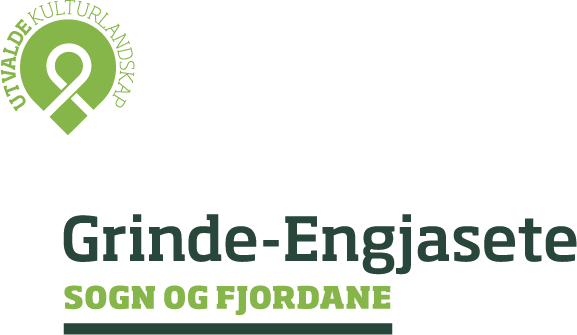 UTVALDE KULTURLANDSKAP
Grinde-Engjasete
SOGN OG FJORDANE